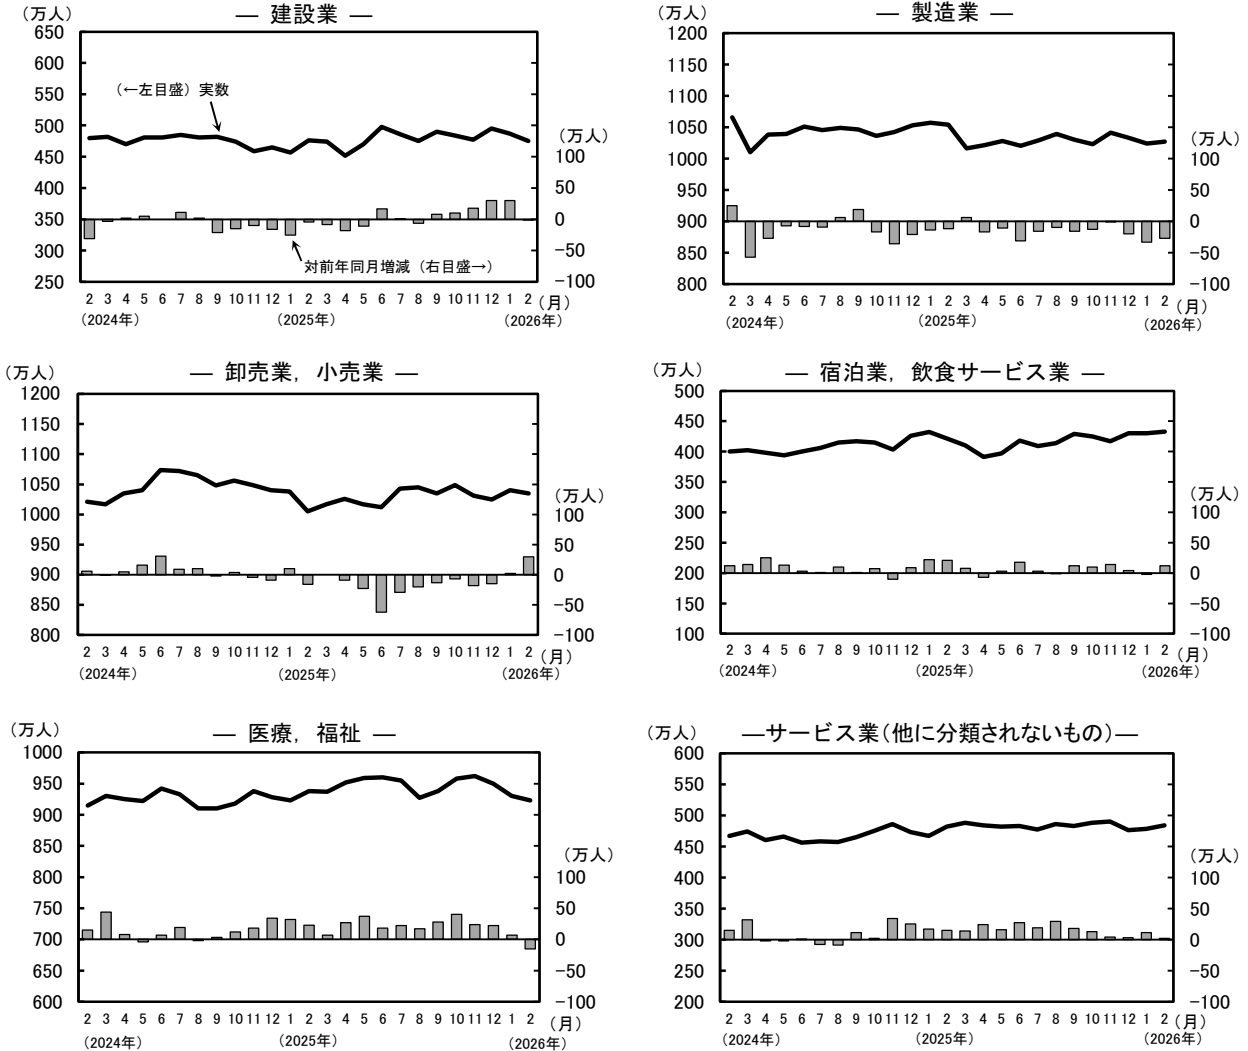 — 建設業 —
(万人)
650
600
550
500
450
400
350
300
250
(←左目盛) 実数
対前年同月増減 (右目盛→)
(万人)
100
50
0
-50
-100
2 3 4 5 6 7 8 9 10 11 12 1 2 3 4 5 6 7 8 9 10 11 12 1 2 (月)
(2024年) (2025年) (2026年)
— 製造業 —
(万人)
1200
1150
1100
1050
1000
950
900
850
800
(万人)
100
50
0
-50
-100
2 3 4 5 6 7 8 9 10 11 12 1 2 3 4 5 6 7 8 9 10 11 12 1 2 (月)
(2024年) (2025年) (2026年)
— 卸売業, 小売業 —
(万人)
1200
1150
1100
1050
1000
950
900
850
800
(万人)
100
50
0
-50
-100
2 3 4 5 6 7 8 9 10 11 12 1 2 3 4 5 6 7 8 9 10 11 12 1 2 (月)
(2024年) (2025年) (2026年)
— 宿泊業, 飲食サービス業 —
(万人)
500
450
400
350
300
250
200
150
100
(万人)
100
50
0
-50
-100
2 3 4 5 6 7 8 9 10 11 12 1 2 3 4 5 6 7 8 9 10 11 12 1 2 (月)
(2024年) (2025年) (2026年)
— 医療, 福祉 —
(万人)
1000
950
900
850
800
750
700
650
600
(万人)
100
50
0
-50
-100
2 3 4 5 6 7 8 9 10 11 12 1 2 3 4 5 6 7 8 9 10 11 12 1 2 (月)
(2024年) (2025年) (2026年)
—サービス業(他に分類されないもの)—
(万人)
600
550
500
450
400
350
300
250
200
(万人)
100
50
0
-50
-100
2 3 4 5 6 7 8 9 10 11 12 1 2 3 4 5 6 7 8 9 10 11 12 1 2 (月)
(2024年) (2025年) (2026年)